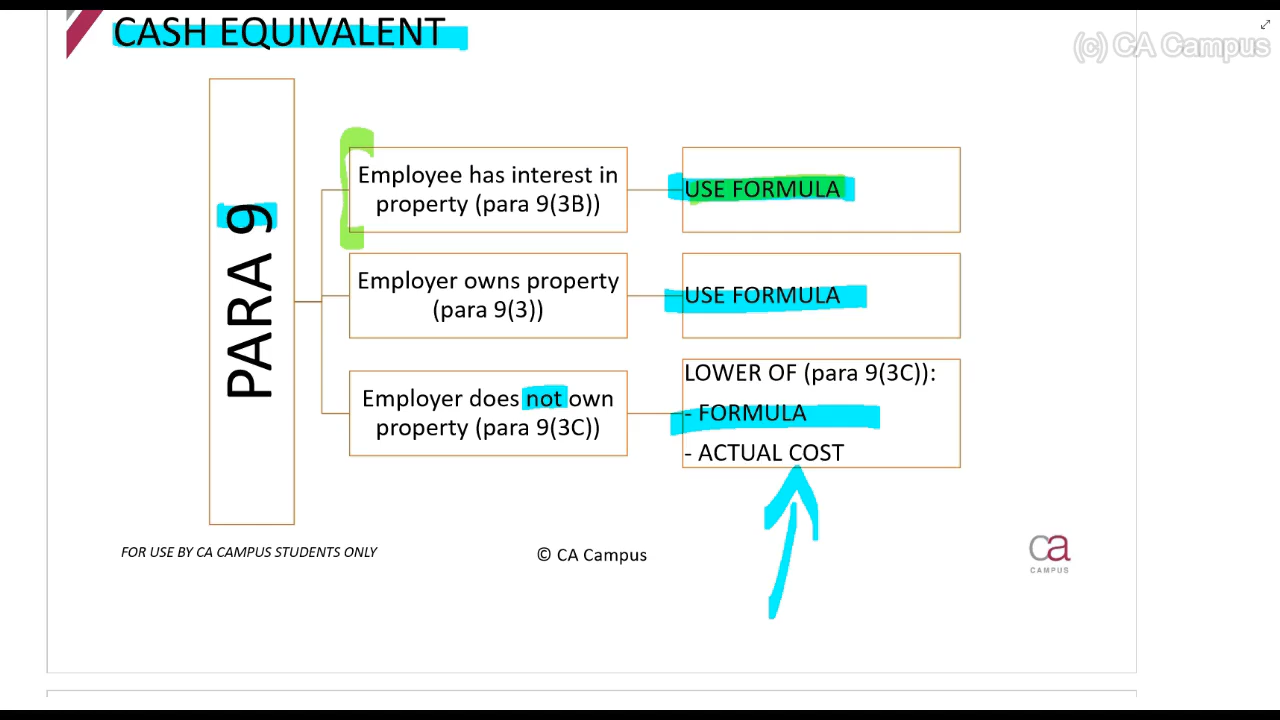 CASH EQUIVALENT
(c) CA Campus
PARA 9
Employee has interest in
property (para 9(3B))
USE FORMULA
Employer owns property
(para 9(3))
USE FORMULA
Employer does not own
property (para 9(3C))
LOWER OF (para 9(3C)):
- FORMULA
- ACTUAL COST
FOR USE BY CA CAMPUS STUDENTS ONLY
© CA Campus
ca
CAMPUS